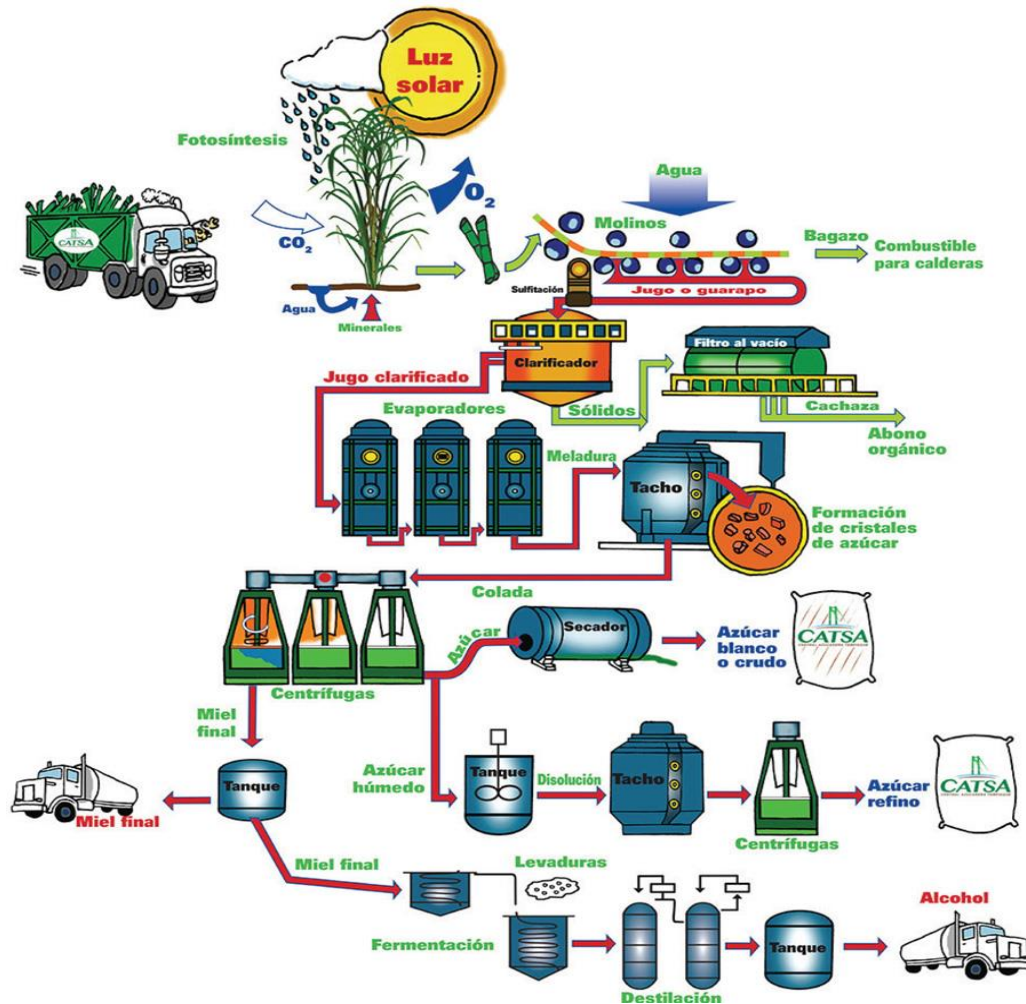 Luz
solar
Fotosíntesis
CATSA
CO2
O2
Agua
Minerales
Agua
Molinos
Bagazo
Combustible
para calderas
Sulfitación
Jugo o guarapo
Clarificador
Filtro al vacío
Jugo clarificado
Sólidos
Cachaza
Abono
orgánico
Evaporadores
Meladura
Tacho
Formación
de cristales
de azúcar
Colada
Centrífugas
Azúcar
Secador
Azúcar
blanco
o crudo
CATSA
Miel
final
Tanque
Miel final
Azúcar
húmedo
Tanque
Disolución
Tacho
Centrífugas
Azúcar
refino
CATSA
Miel final
Levaduras
Fermentación
Destilación
Tanque
Alcohol